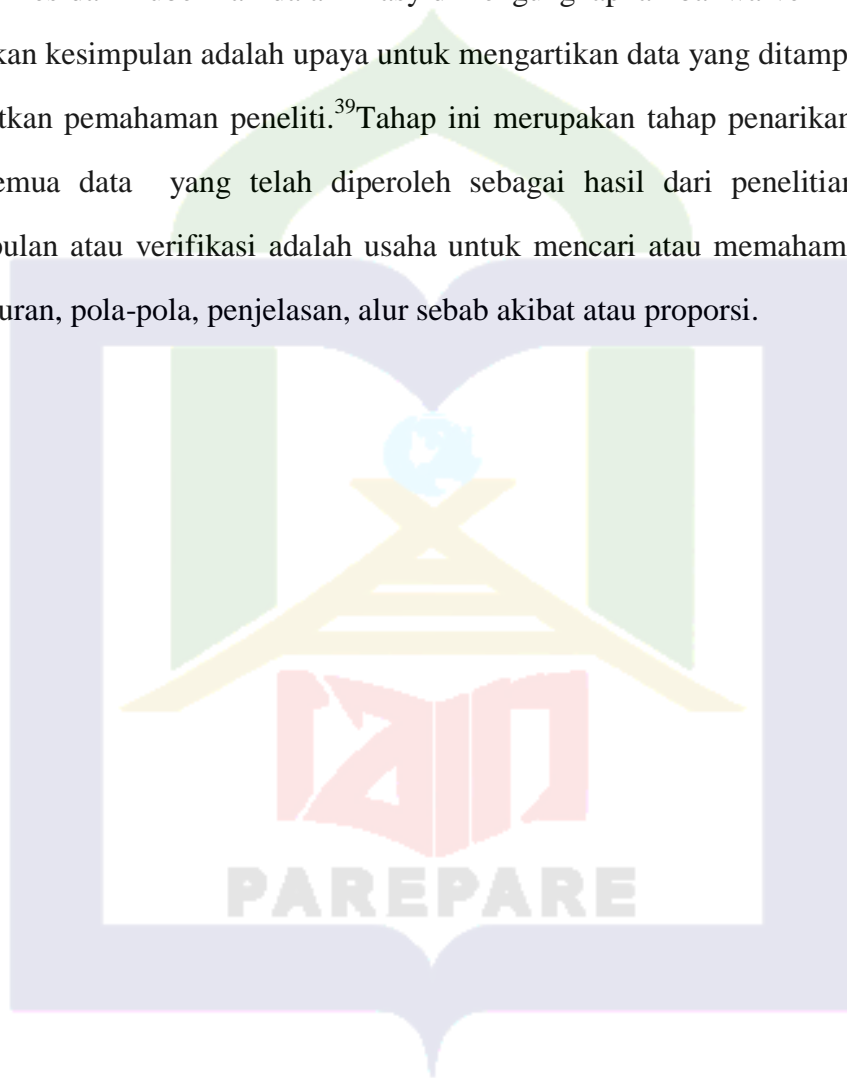 kan kesimpulan adalah upaya untuk mengartikan data yang ditamp
tkan pemahaman peneliti.³⁹Tahap ini merupakan tahap penarikan
emua data yang telah diperoleh sebagai hasil dari penelitian
pulan atau verifikasi adalah usaha untuk mencari atau memaham
uran, pola-pola, penjelasan, alur sebab akibat atau proporsi.
iain
PAREPARE